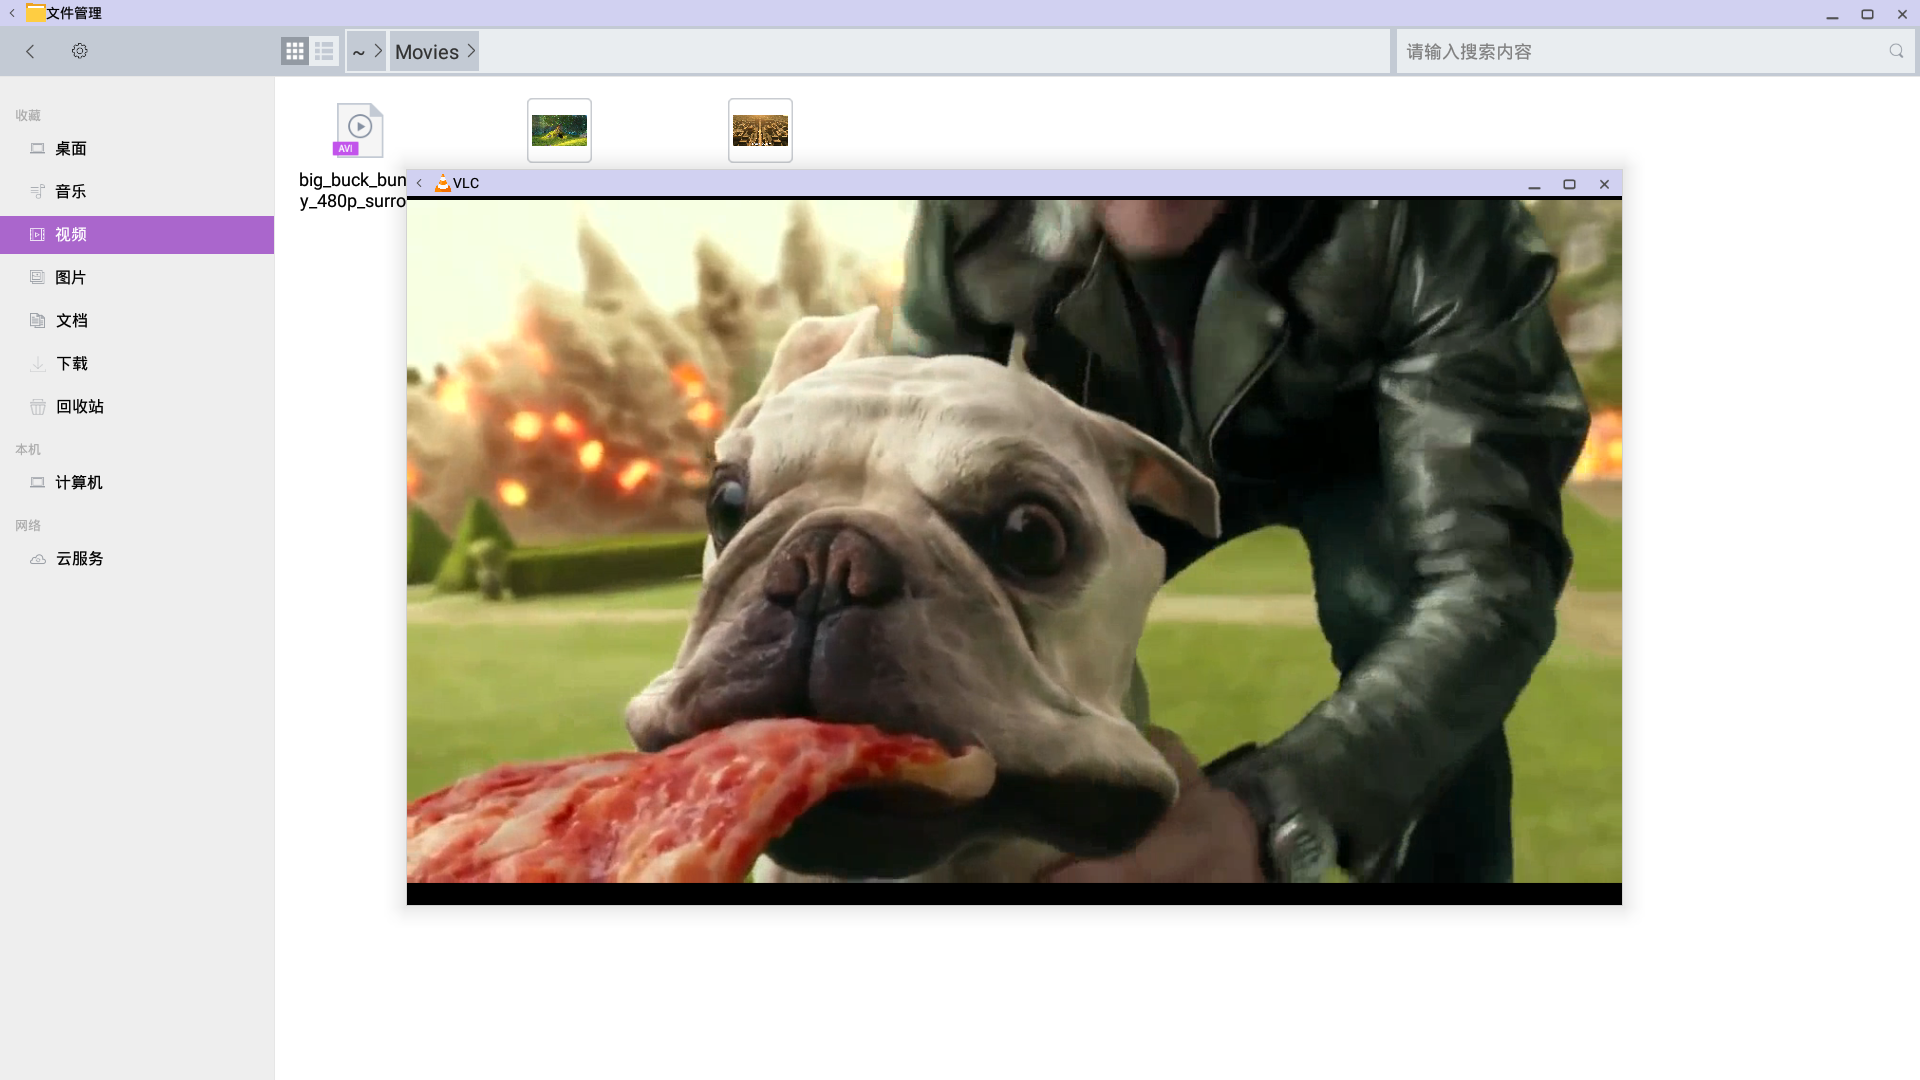 文件管理
~
Movies
请输入搜索内容
收藏
桌面
音乐
视频
图片
文档
下载
回收站
本机
计算机
网络
云服务
AVI
big_buck_bun
y_480p_surro
VLC